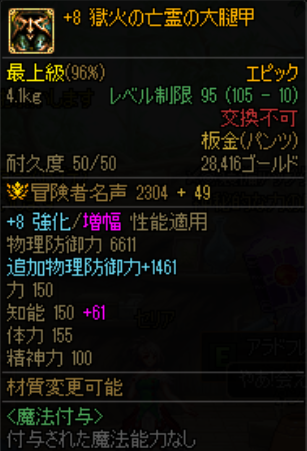 +8 獄火の亡霊の大腿甲
最上級(96%) エピック
4.1kg レベル制限 95 (105 - 10)
交換不可
板金(パンツ)
耐久度 50/50 28,416ゴールド
冒険者名声 2304 + 49
+8 強化/増幅 性能適用
物理防御力 6611
追加物理防御力+1461
力 150
知能 150 +61
体力 155
精神力 100
材質変更可能
<魔法付与>
付与された魔法能力なし